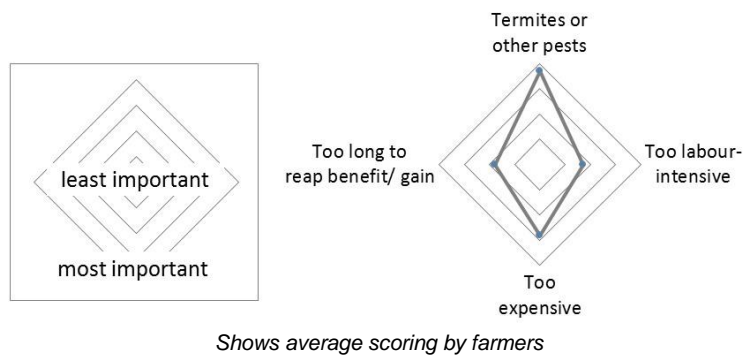 least important
most important
Termites or
other pests
Too long to
reap benefit/ gain
Too labour-
intensive
Too
expensive
Shows average scoring by farmers